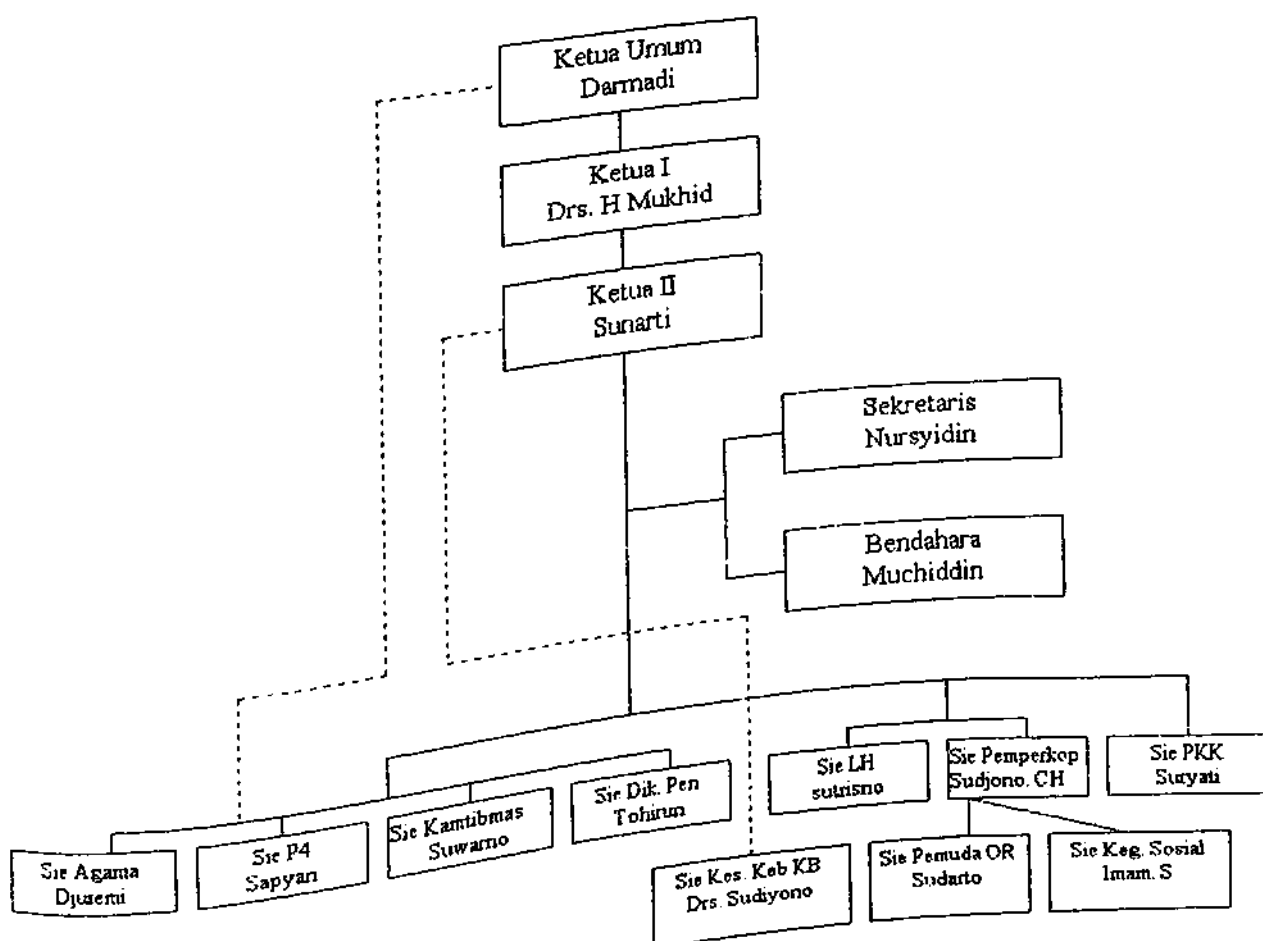 Ketua Umum
Darmadi
Ketua I
Drs. H Mukhid
Ketua II
Sunarti
Sekretaris
Nursyidin
Bendahara
Muchiddin
Sie LH
sutrisno
Sie Pemperkop
Sudjono. CH
Sie PKK
Suryati
Sie Dik. Pen
Tohirun
Sie Kamtibmas
Suwarno
Sie P4
Sapyan
Sie Agama
Sie Kes. Keb KB
Drs. Sudiyono
Sie Pemuda OR
Sudarto
Sie Keg. Sosial
Imam. S